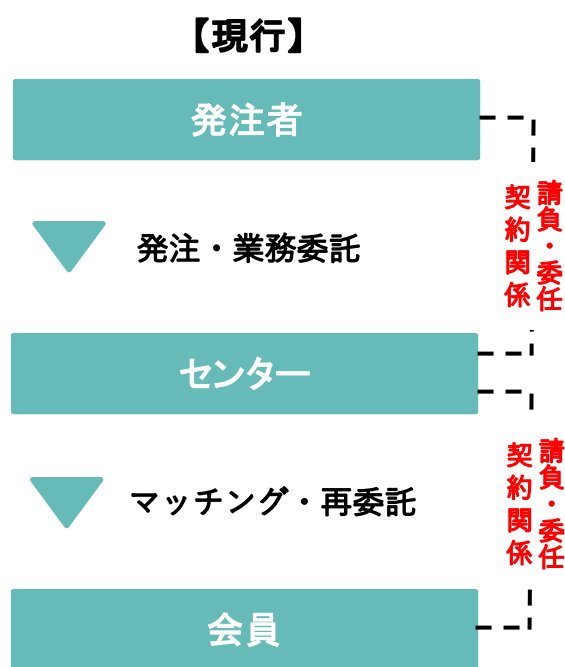 【現行】
発注者
請負・委任
契約関係
発注・業務委託
センター
請負・委任
契約関係
マッチング・再委託
会員